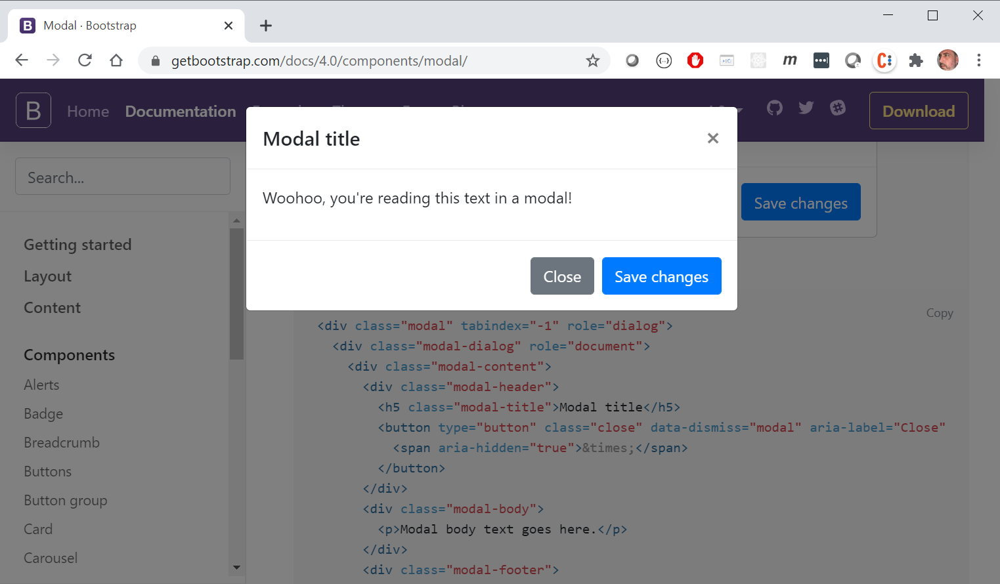 Modal · Bootstrap
getbootstrap.com/docs/4.0/components/modal/
B Home Documentation Download
Modal title ×
Search...
Woohoo, you're reading this text in a modal!
Save changes
Close Save changes
Getting started
Layout
Content
Components
Alerts
Badge
Breadcrumb
Buttons
Button group
Card
Carousel
Copy
<div class="modal" tabindex="-1" role="dialog">
<div class="modal-dialog" role="document">
<div class="modal-content">
<div class="modal-header">
<h5 class="modal-title">Modal title</h5>
<button type="button" class="close" data-dismiss="modal" aria-label="Close"
<span aria-hidden="true">&times;</span>
</button>
</div>
<div class="modal-body">
<p>Modal body text goes here.</p>
</div>
<div class="modal-footer">